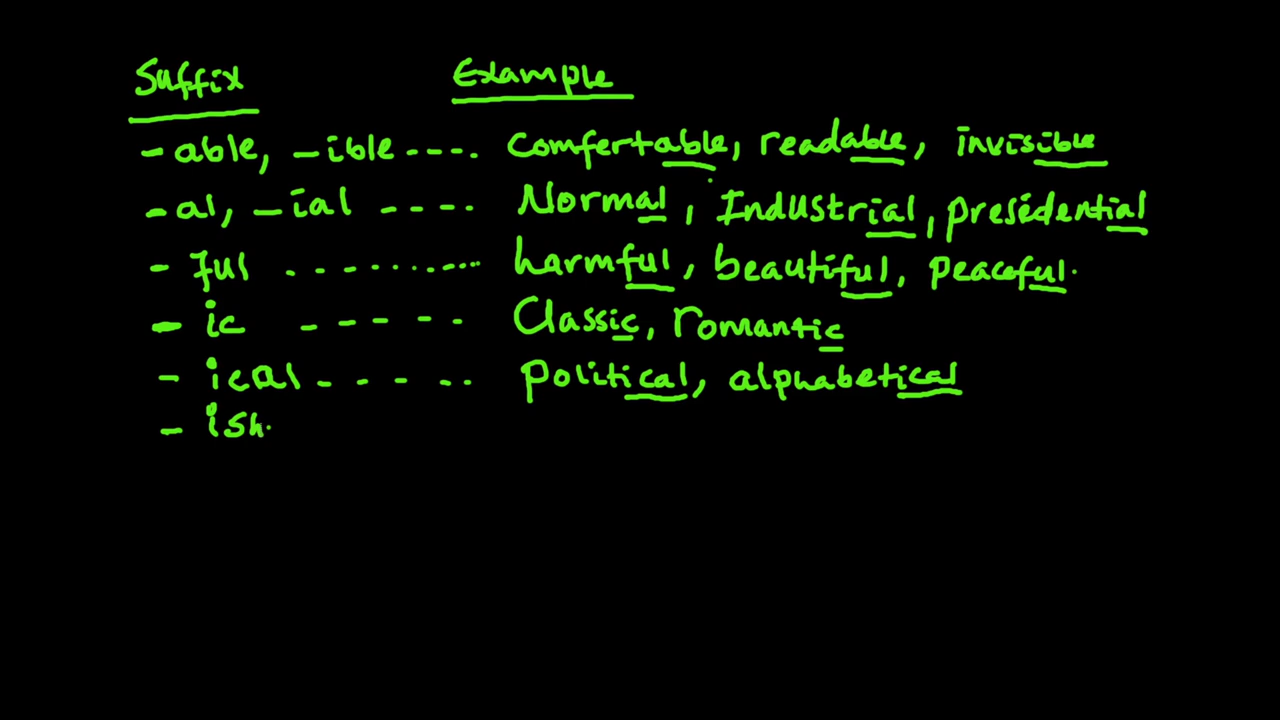 Suffix Example
- able, - ible ---- Comfertable, readable, invisible
- al, - ial ---- Normal, Industrial, presidential
- ful ---------- harmful, beautiful, peaceful.
- ic ----- Classic, romantic
- ical ----- political, alphabetical
- ish.